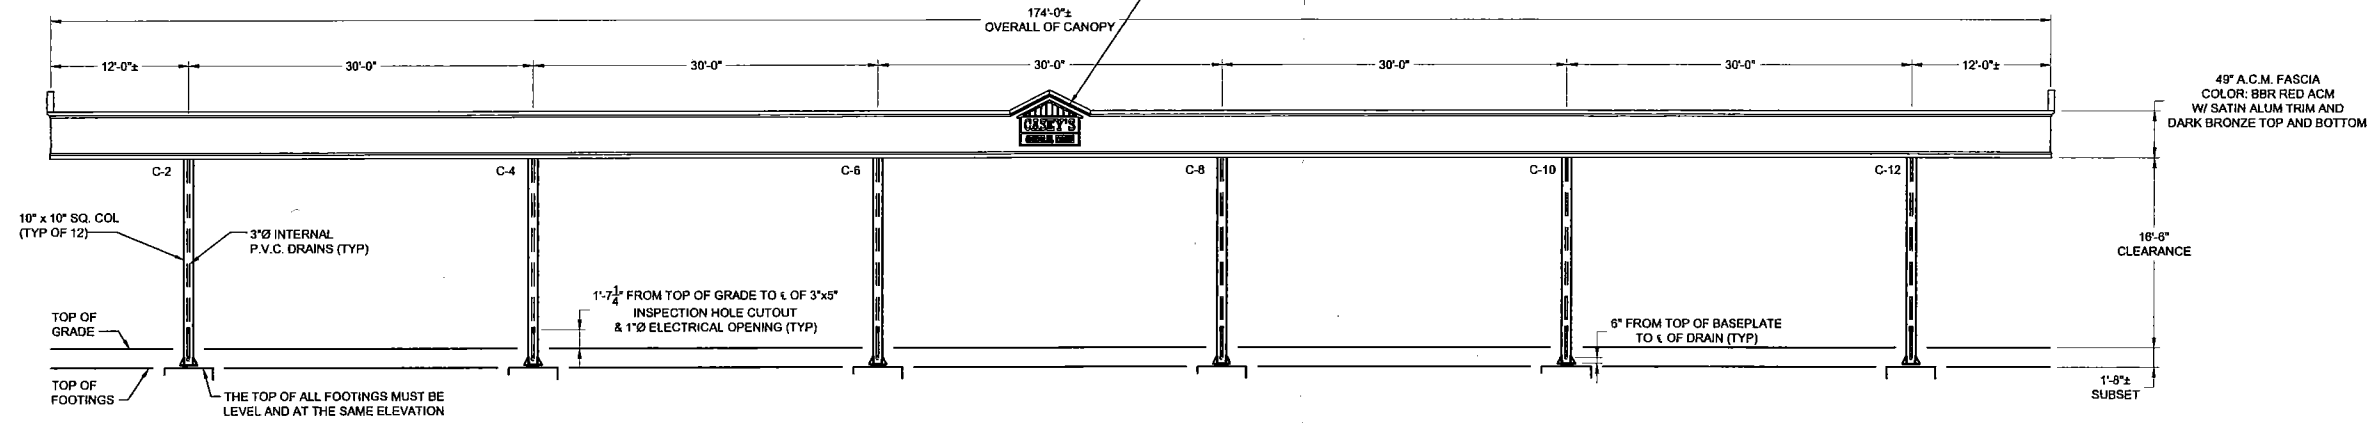 174'-0"±
OVERALL OF CANOPY
12'-0"±
30'-0"
30'-0"
30'-0"
30'-0"
30'-0"
12'-0"±
49" A.C.M. FASCIA
COLOR: BBR RED ACM
W/ SATIN ALUM TRIM AND
DARK BRONZE TOP AND BOTTOM
CASEY'S
C-2
C-4
C-6
C-8
C-10
C-12
10" x 10" SQ. COL
(TYP OF 12)
3"Ø INTERNAL
P.V.C. DRAINS (TYP)
16'-6"
CLEARANCE
1'-7 1/4" FROM TOP OF GRADE TO ℄ OF 3"x5"
INSPECTION HOLE CUTOUT
& 1"Ø ELECTRICAL OPENING (TYP)
6" FROM TOP OF BASEPLATE
TO ℄ OF DRAIN (TYP)
TOP OF
GRADE
TOP OF
FOOTINGS
THE TOP OF ALL FOOTINGS MUST BE
LEVEL AND AT THE SAME ELEVATION
1'-8"±
SUBSET